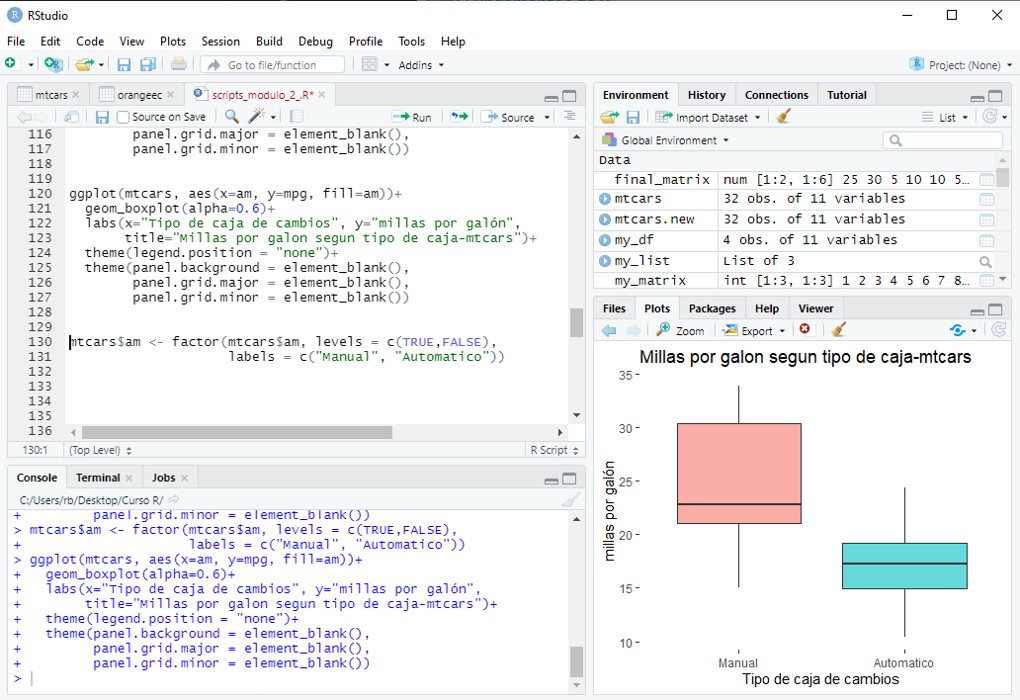 RStudio
File Edit Code View Plots Session Build Debug Profile Tools Help
Go to file/function Addins Project: (None)
mtcars orangeec scripts_modulo_2_.R*
Source on Save Run Source
116 panel.grid.major = element_blank(),
117 panel.grid.minor = element_blank())
118
119
120 ggplot(mtcars, aes(x=am, y=mpg, fill=am))+
121 geom_boxplot(alpha=0.6)+
122 labs(x="Tipo de caja de cambios", y="millas por galón",
123 title="Millas por galon segun tipo de caja-mtcars")+
124 theme(legend.position = "none")+
125 theme(panel.background = element_blank(),
126 panel.grid.major = element_blank(),
127 panel.grid.minor = element_blank())
128
129
130 mtcars$am <- factor(mtcars$am, levels = c(TRUE,FALSE),
131 labels = c("Manual", "Automatico"))
132
133
134
135
136
130:1 (Top Level) R Script
Console Terminal Jobs
C:/Users/rb/Desktop/Curso R/
+ panel.grid.minor = element_blank())
> mtcars$am <- factor(mtcars$am, levels = c(TRUE,FALSE),
+ labels = c("Manual", "Automatico"))
> ggplot(mtcars, aes(x=am, y=mpg, fill=am))+
+ geom_boxplot(alpha=0.6)+
+ labs(x="Tipo de caja de cambios", y="millas por galón",
+ title="Millas por galon segun tipo de caja-mtcars")+
+ theme(legend.position = "none")+
+ theme(panel.background = element_blank(),
+ panel.grid.major = element_blank(),
+ panel.grid.minor = element_blank())
>
Environment History Connections Tutorial
Import Dataset List
Global Environment
Data
final_matrix num [1:2, 1:6] 25 30 5 10 10 5…
mtcars 32 obs. of 11 variables
mtcars.new 32 obs. of 11 variables
my_df 4 obs. of 11 variables
my_list List of 3
my_matrix int [1:3, 1:3] 1 2 3 4 5 6 7 8…
Files Plots Packages Help Viewer
Zoom Export
Millas por galon segun tipo de caja-mtcars
35
30
25
20
15
10
millas por galón
Manual Automatico
Tipo de caja de cambios